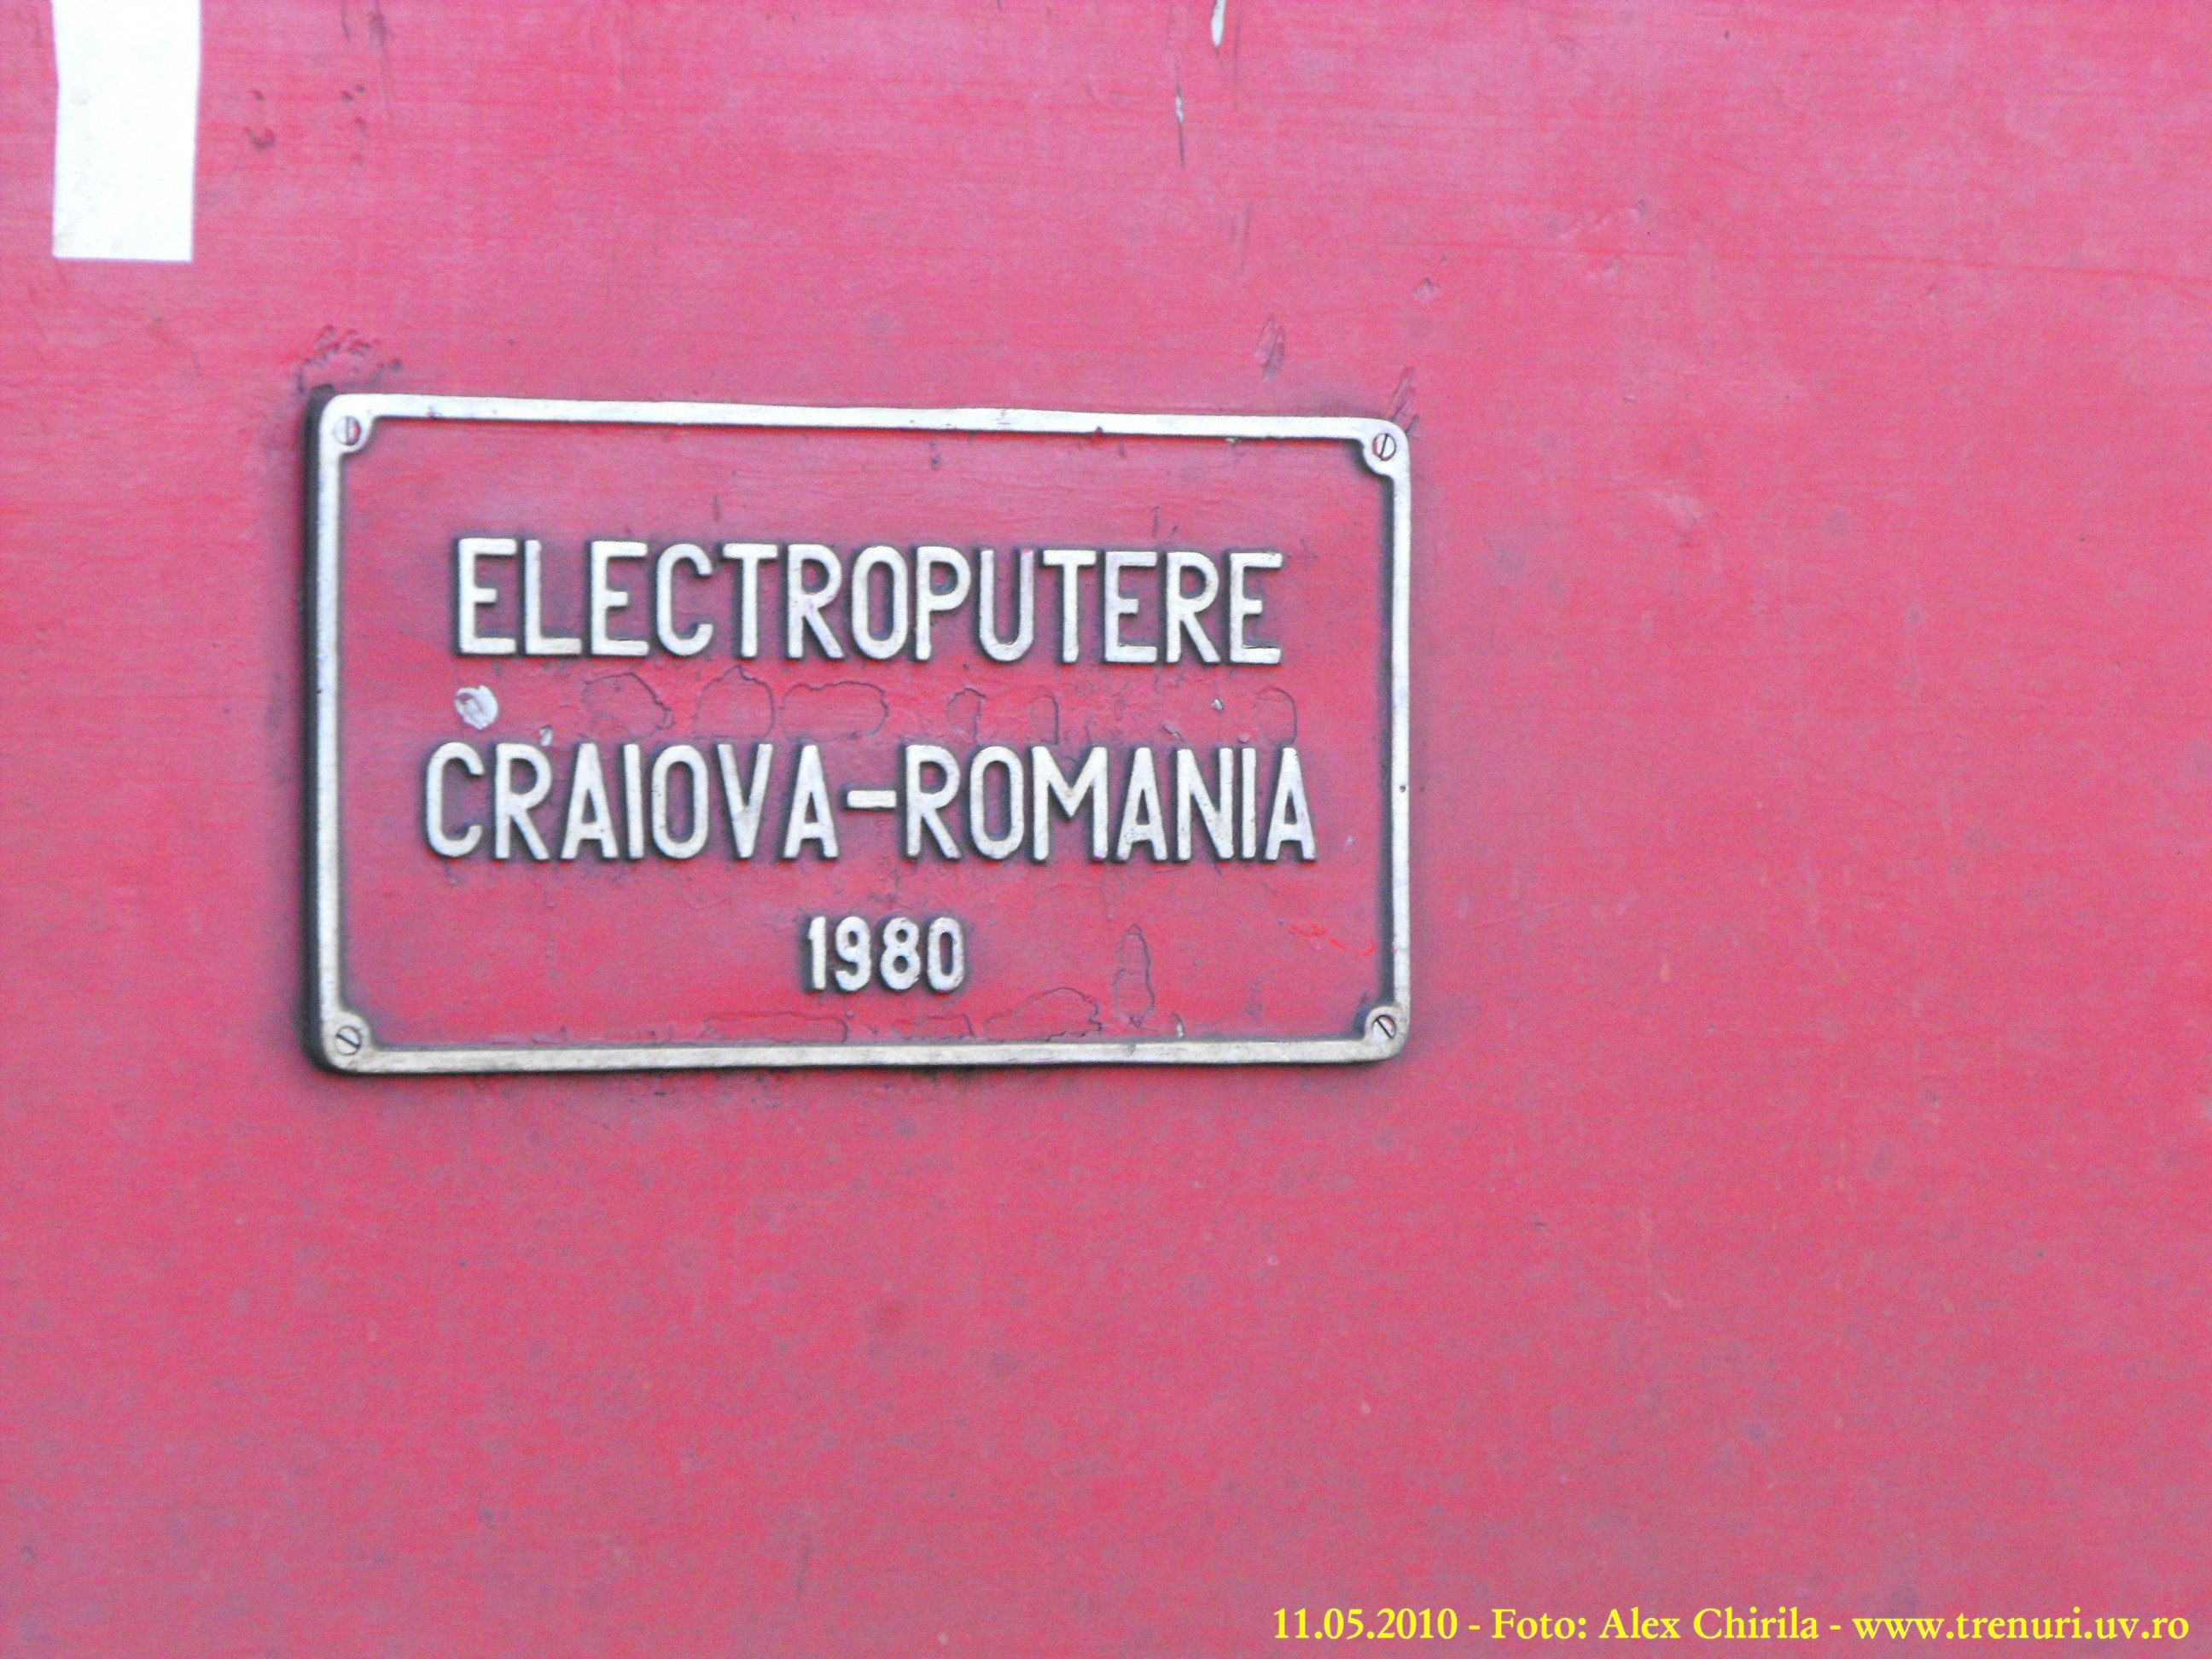 ELECTROPUTERE
CRAIOVA-ROMANIA
1980
11.05.2010 - Foto: Alex Chirila - www.trenuri.uv.ro